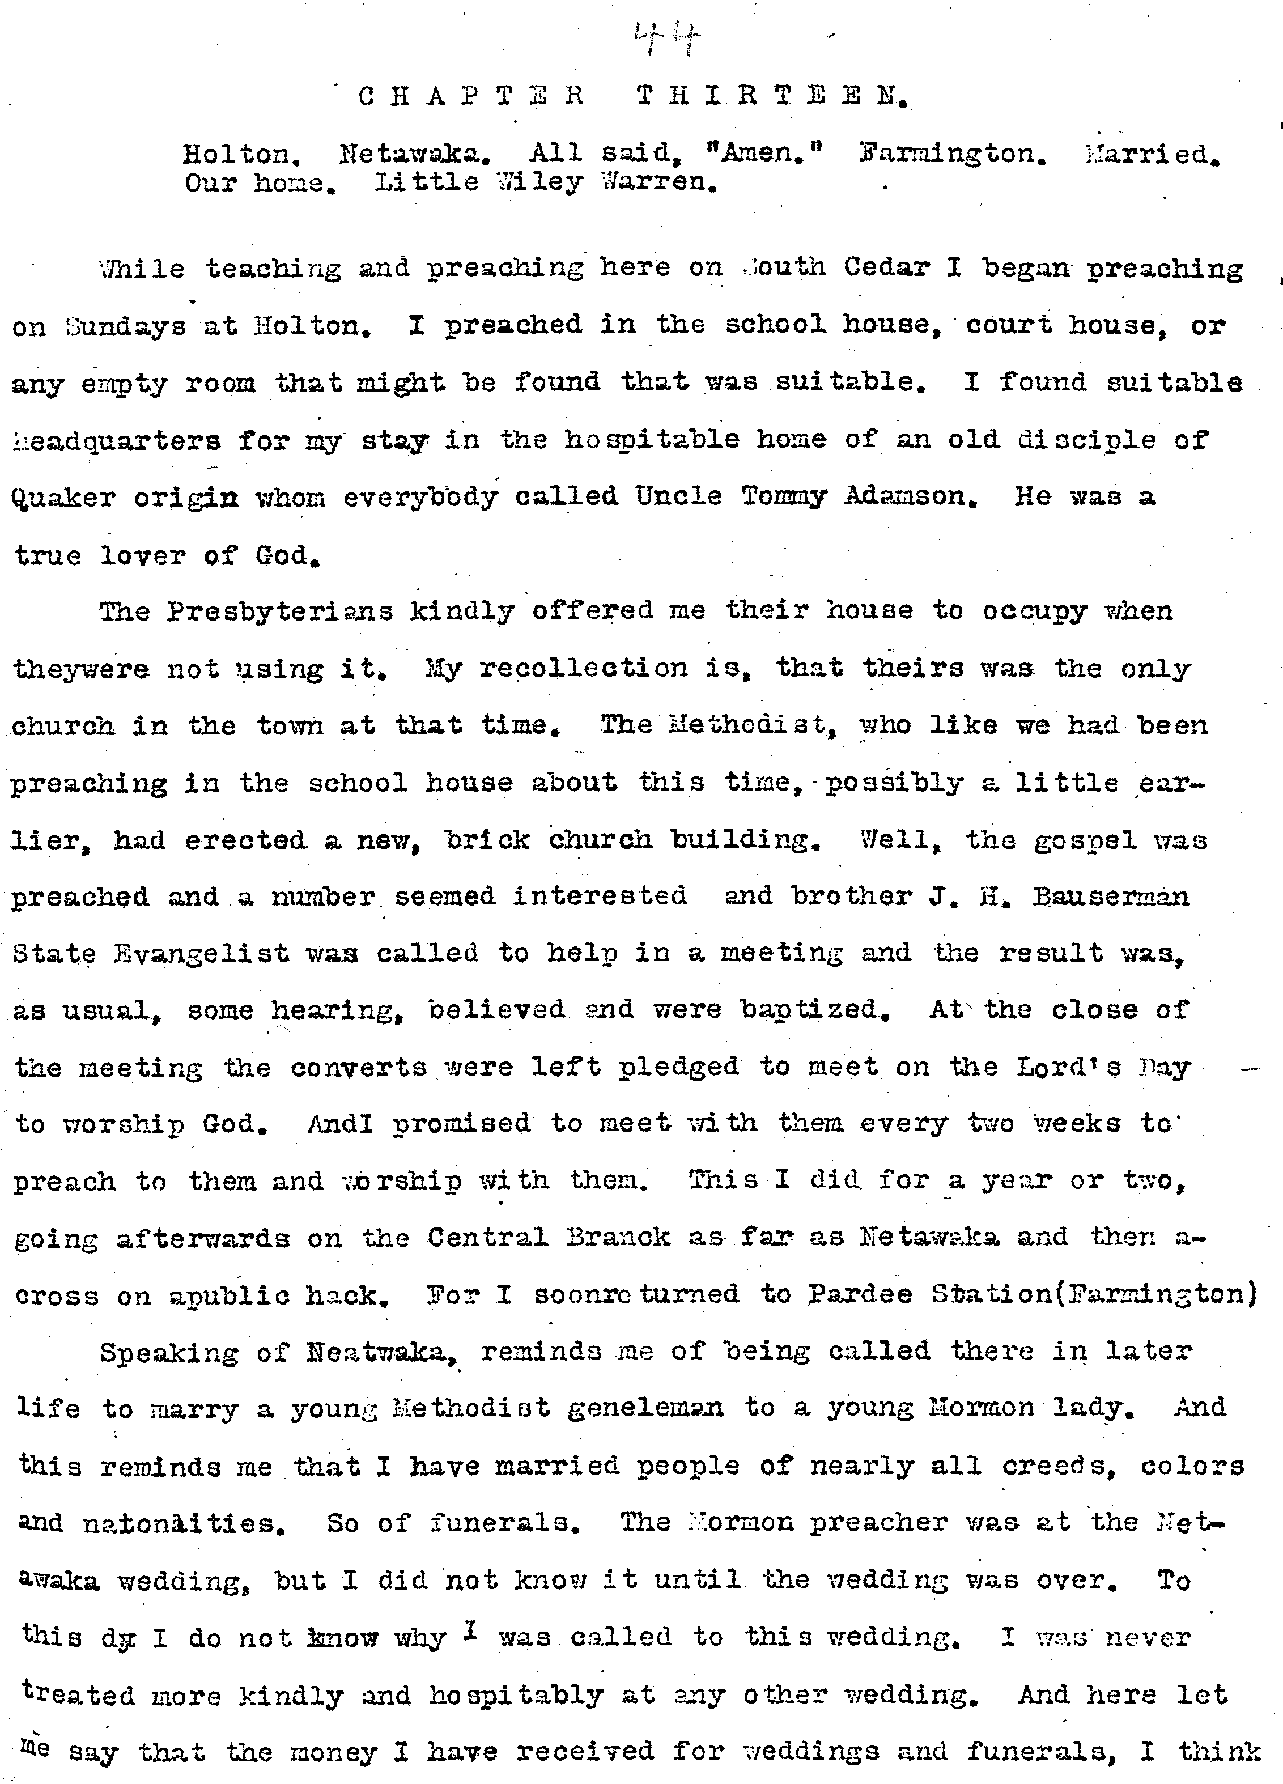 44
CHAPTER THIRTEEN.
Holton. Netawaka. All said, "Amen." Farmington. Married.
Our home. Little Wiley Warren.
While teaching and preaching here on South Cedar I began preaching
on Sundays at Holton. I preached in the school house, court house, or
any empty room that might be found that was suitable. I found suitable
headquarters for my stay in the hospitable home of an old disciple of
Quaker origin whom everybody called Uncle Tommy Adamson. He was a
true lover of God.
The Presbyterians kindly offered me their house to occupy when
theywere not using it. My recollection is, that theirs was the only
church in the town at that time. The Methodist, who like we had been
preaching in the school house about this time, possibly a little ear-
lier, had erected a new, brick church building. Well, the gospel was
preached and a number seemed interested and brother J. H. Bauserman
State Evangelist was called to help in a meeting and the result was,
as usual, some hearing, believed and were baptized. At the close of
the meeting the converts were left pledged to meet on the Lord's Day
to worship God. AndI promised to meet with them every two weeks to
preach to them and worship with them. This I did for a year or two,
going afterwards on the Central Branck as far as Netawaka and then a-
cross on apublic hack. For I soonreturned to Pardee Station(Farmington)
Speaking of Neatwaka, reminds me of being called there in later
life to marry a young Methodist geneleman to a young Mormon lady. And
this reminds me that I have married people of nearly all creeds, colors
and natonàities. So of funerals. The Mormon preacher was at the Net-
awaka wedding, but I did not know it until the wedding was over. To
this dy I do not know why I was called to this wedding. I was never
treated more kindly and hospitably at any other wedding. And here let
me say that the money I have received for weddings and funerals, I think